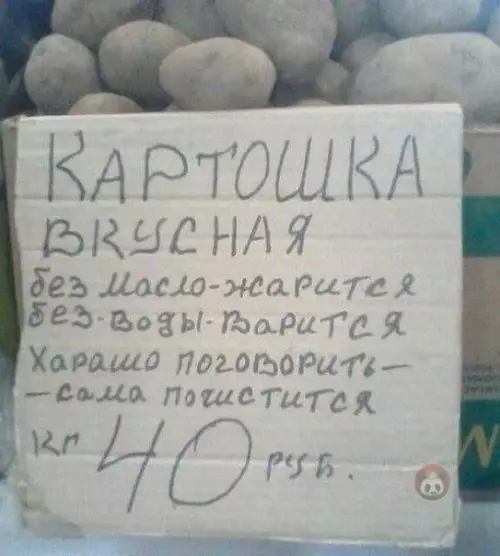 КАРТОШКА
ВКУСНАЯ
без Масло-жарится
без-воды-варится
Харашо поговорить-
-сама почистится
кг 40 руб.